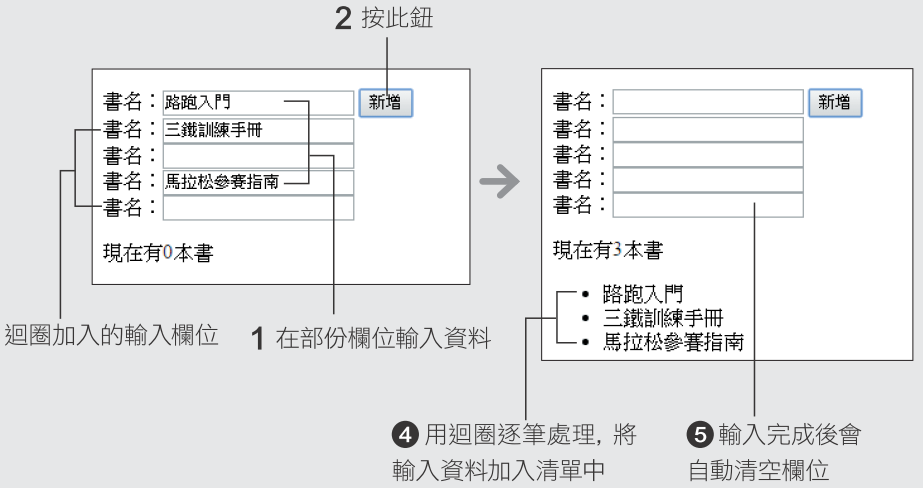 2 按此鈕
書名：路跑入門 新增
書名：三鐵訓練手冊
書名：
書名：馬拉松參賽指南
書名：
現在有0本書
迴圈加入的輸入欄位
1 在部份欄位輸入資料
書名： 新增
書名：
書名：
書名：
書名：
現在有3本書
• 路跑入門
• 三鐵訓練手冊
• 馬拉松參賽指南
4 用迴圈逐筆處理, 將
輸入資料加入清單中
5 輸入完成後會
自動清空欄位